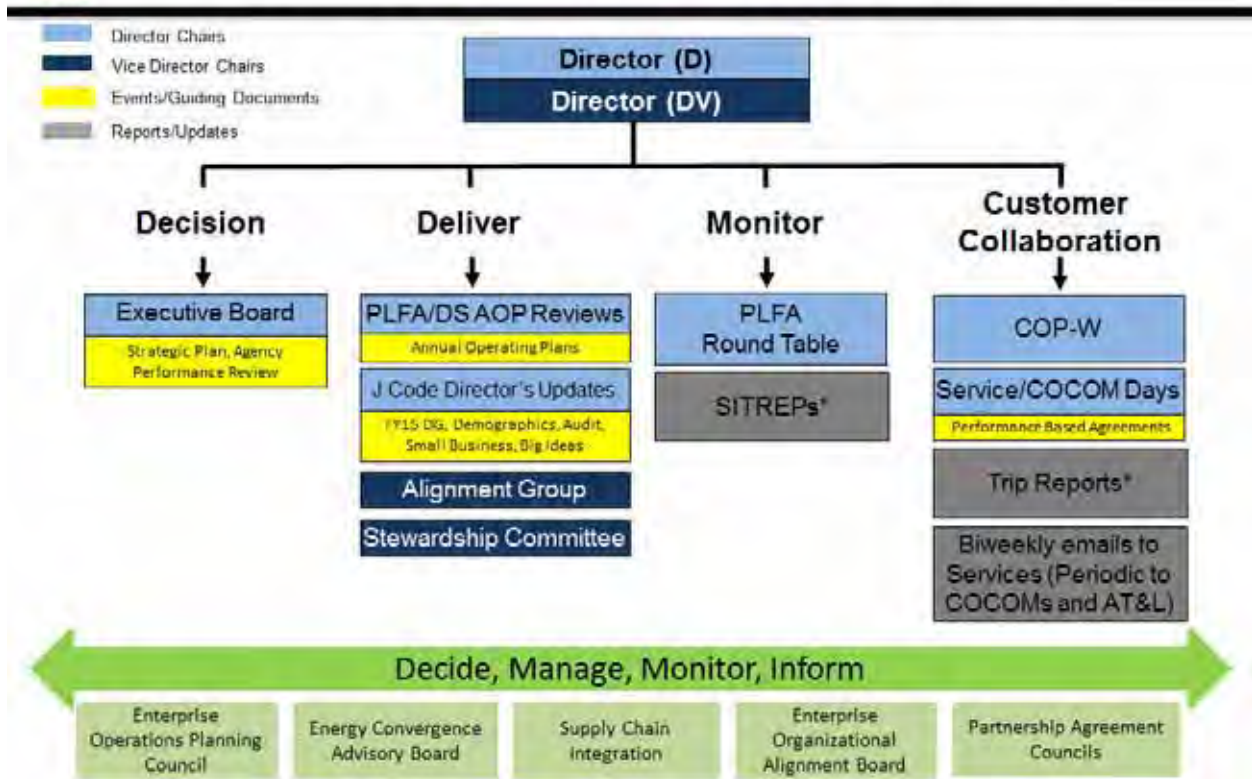 Director Chairs
Vice Director Chairs
Events/Guiding Documents
Reports/Updates
Director (D)
Director (DV)
Decision
Deliver
Monitor
Customer
Collaboration
Executive Board
Strategic Plan, Agency
Performance Review
PLFA/DS AOP Reviews
Annual Operating Plans
J Code Director's Updates
FY15 DG, Demographics, Audit,
Small Business, Big Ideas
Alignment Group
Stewardship Committee
PLFA
Round Table
SITREPs*
COP-W
Service/COCOM Days
Performance Based Agreements
Trip Reports*
Biweekly emails to
Services (Periodic to
COCOMs and AT&L)
Decide, Manage, Monitor, Inform
Enterprise
Operations Planning
Council
Energy Convergence
Advisory Board
Supply Chain
Integration
Enterprise
Organizational
Alignment Board
Partnership Agreement
Councils